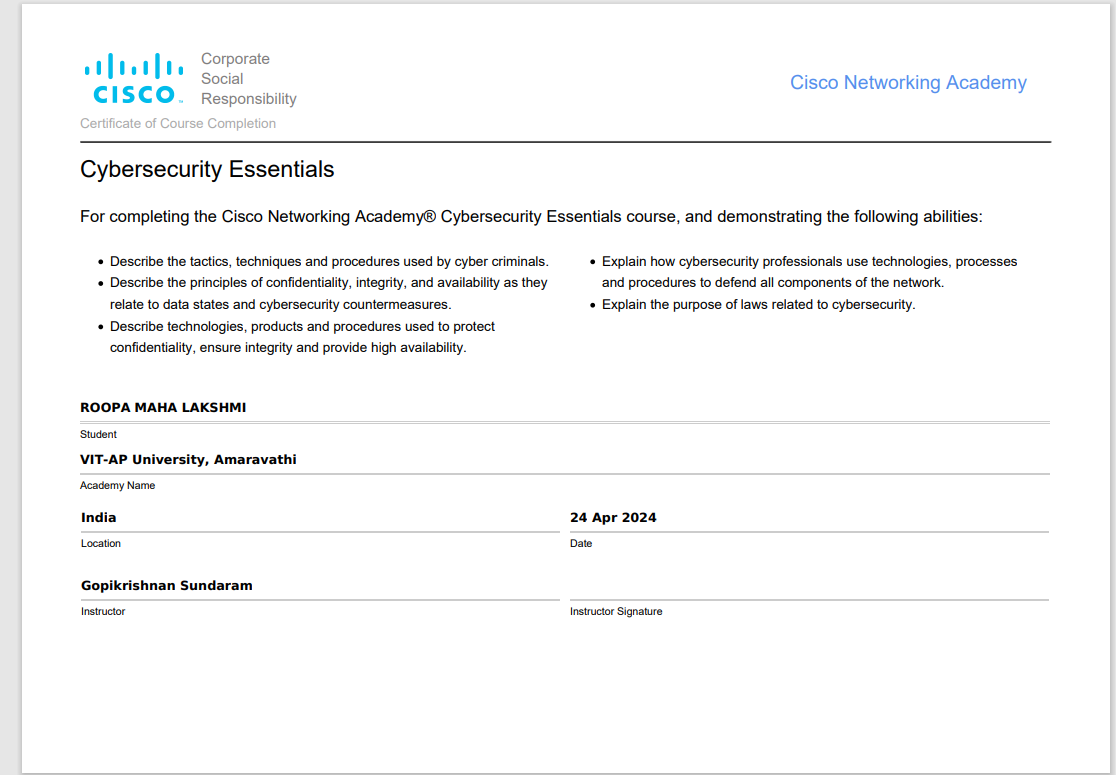 Corporate
Social
Responsibility
CISCO
Cisco Networking Academy
Certificate of Course Completion
Cybersecurity Essentials
For completing the Cisco Networking Academy® Cybersecurity Essentials course, and demonstrating the following abilities:
• Describe the tactics, techniques and procedures used by cyber criminals.
• Describe the principles of confidentiality, integrity, and availability as they
relate to data states and cybersecurity countermeasures.
• Describe technologies, products and procedures used to protect
confidentiality, ensure integrity and provide high availability.
• Explain how cybersecurity professionals use technologies, processes
and procedures to defend all components of the network.
• Explain the purpose of laws related to cybersecurity.
ROOPA MAHA LAKSHMI
Student
VIT-AP University, Amaravathi
Academy Name
India
Location
24 Apr 2024
Date
Gopikrishnan Sundaram
Instructor
Instructor Signature